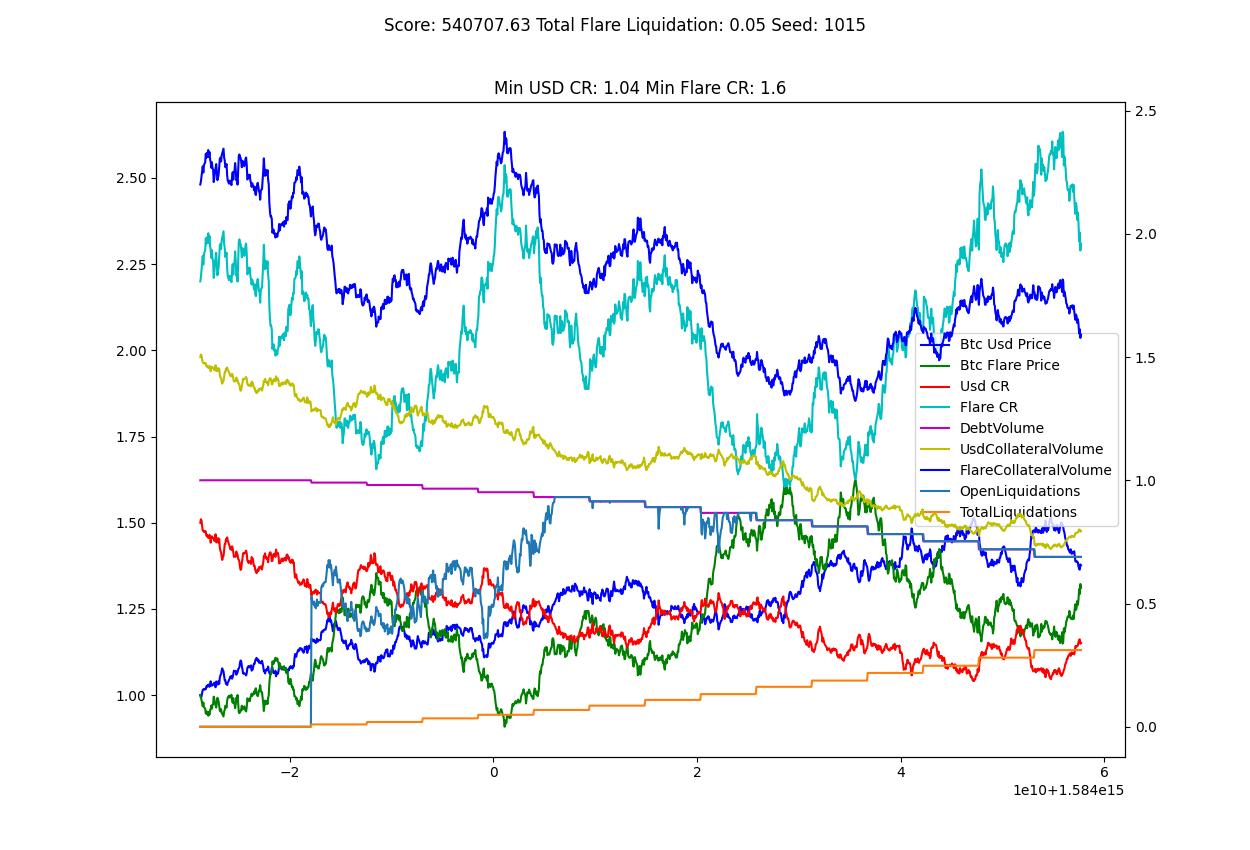 Score: 540707.63 Total Flare Liquidation: 0.05 Seed: 1015
Min USD CR: 1.04 Min Flare CR: 1.6
2.50
2.25
2.00
1.75
1.50
1.25
1.00
2.5
2.0
1.5
1.0
0.5
0.0
Btc Usd Price
Btc Flare Price
Usd CR
Flare CR
DebtVolume
UsdCollateralVolume
FlareCollateralVolume
OpenLiquidations
TotalLiquidations
−2 0 2 4 6
1e10+1.584e15